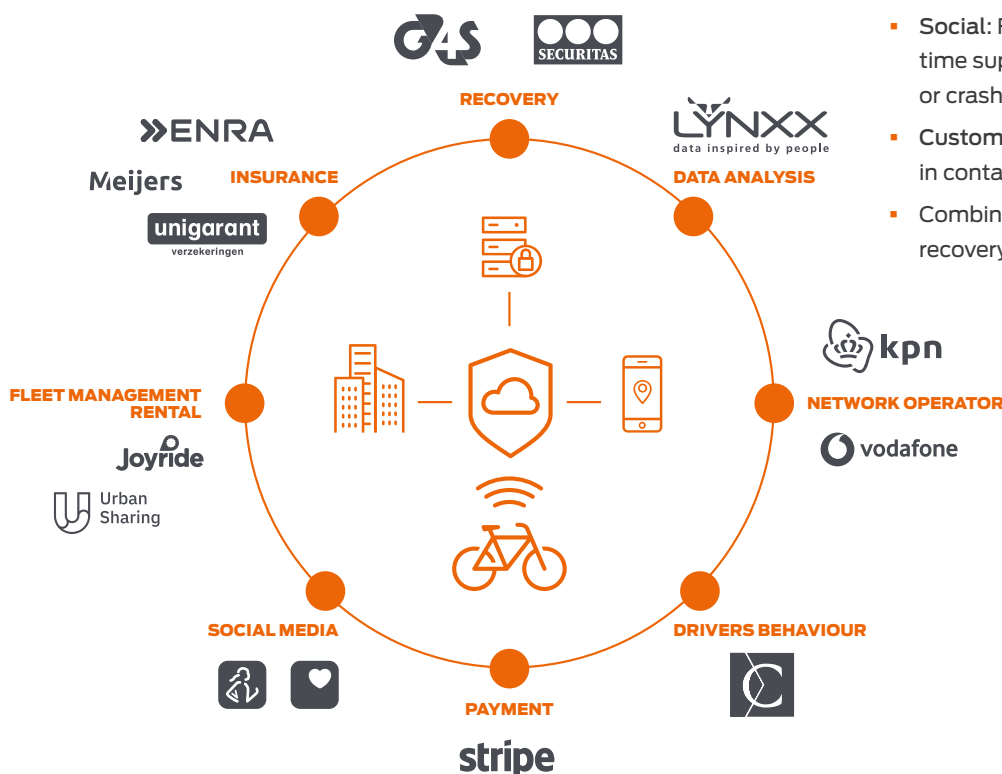 G4S
SECURITAS
RECOVERY
LYNXX
data inspired by people
DATA ANALYSIS
ENRA
Meijers
INSURANCE
unigarant
verzekeringen
Social:
time sup
or crash
Custom
in conta
Combin
recovery
kpn
NETWORK OPERATOR
vodafone
FLEET MANAGEMENT
RENTAL
Joyride
Urban
Sharing
SOCIAL MEDIA
DRIVERS BEHAVIOUR
C
PAYMENT
stripe